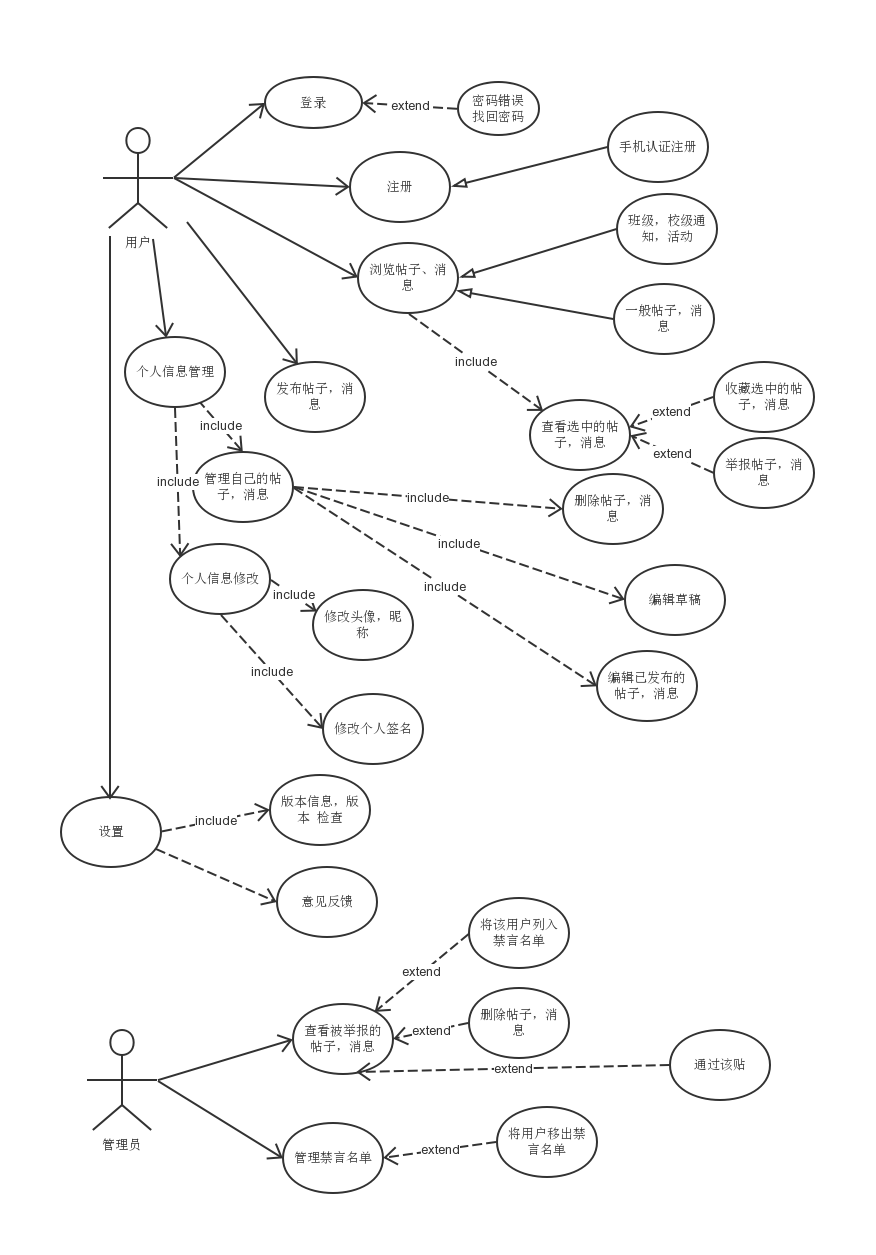 登录
extend
密码错误
找回密码
手机认证注册
注册
班级，校级通
知，活动
用户
浏览帖子、消
息
一般帖子，消
息
include
个人信息管理
发布帖子，消
息
收藏选中的帖
子，消息
extend
include
查看选中的帖
子，消息
extend
举报帖子，消
息
include
管理自己的帖
子，消息
include
删除帖子，消
息
include
个人信息修改
include
include
编辑草稿
修改头像，昵
称
include
编辑已发布的
帖子，消息
修改个人签名
版本信息，版
本 检查
include
设置
意见反馈
将该用户列入
禁言名单
extend
查看被举报的
帖子，消息
extend
删除帖子，消
息
extend
通过该贴
管理员
将用户移出禁
言名单
extend
管理禁言名单